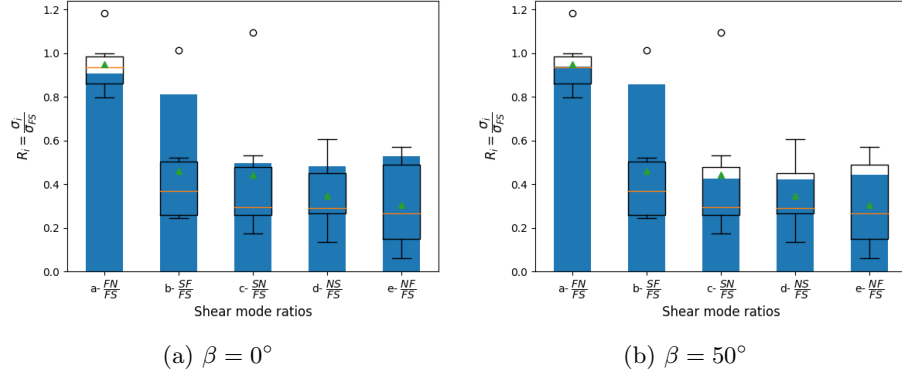 1.2
1.0
0.8
0.6
0.4
0.2
0.0
R_i = σ_i/σ_FS
a- FN/FS b- SF/FS c- SN/FS d- NS/FS e- NF/FS
Shear mode ratios
(a) β = 0°
1.2
1.0
0.8
0.6
0.4
0.2
0.0
R_i = σ_i/σ_FS
a- FN/FS b- SF/FS c- SN/FS d- NS/FS e- NF/FS
Shear mode ratios
(b) β = 50°